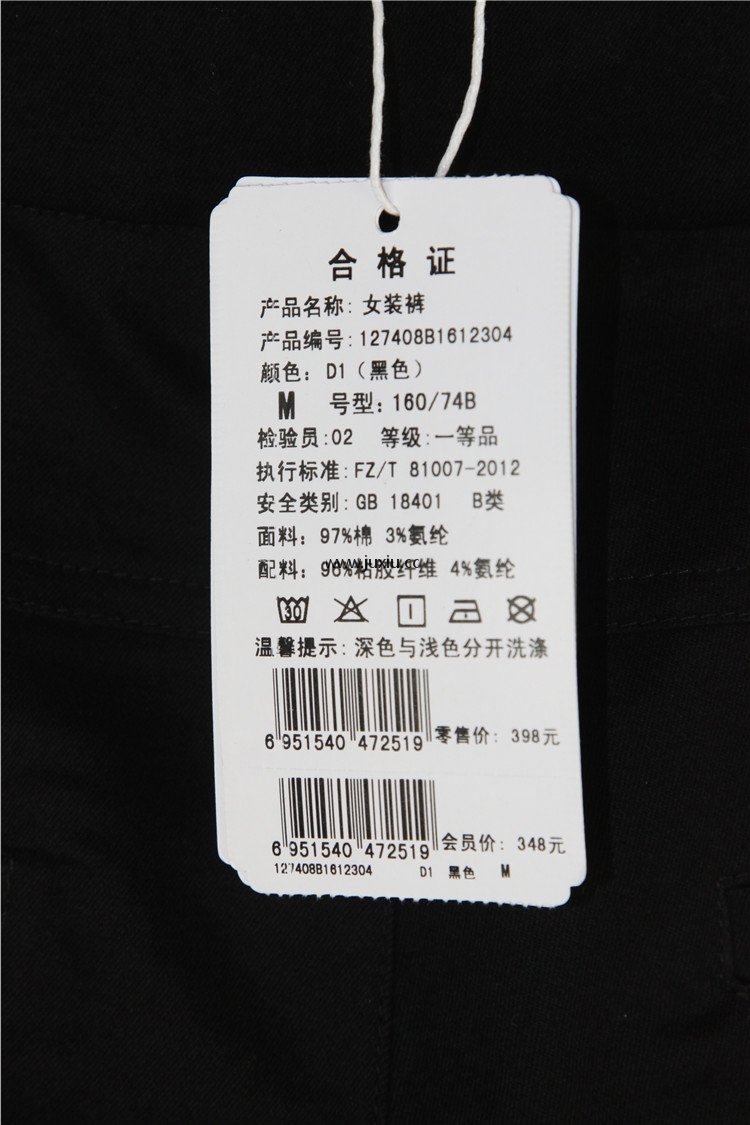 合格证
产品名称: 女装裤
产品编号: 127408B1612304
颜色: D1 (黑色)
M 号型: 160/74B
检验员:02 等级:一等品
执行标准:FZ/T 81007-2012
安全类别: GB 18401 B类
面料: 97%棉 3%氨纶
配料: 96%粘胶纤维 4%氨纶
www.juxiu.cc
30
温馨提示: 深色与浅色分开洗涤
6 951540 472519 零售价: 398元
6 951540 472519 会员价: 348元
127408B1612304 D1 黑色 M